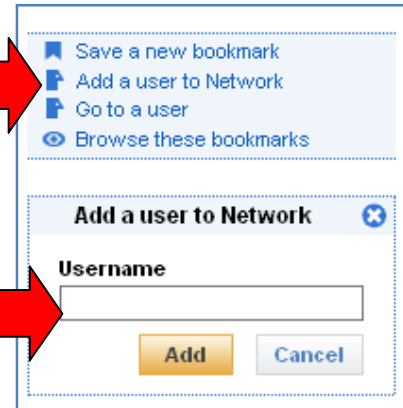 Save a new bookmark
Add a user to Network
Go to a user
Browse these bookmarks
Add a user to Network
Username
Add Cancel